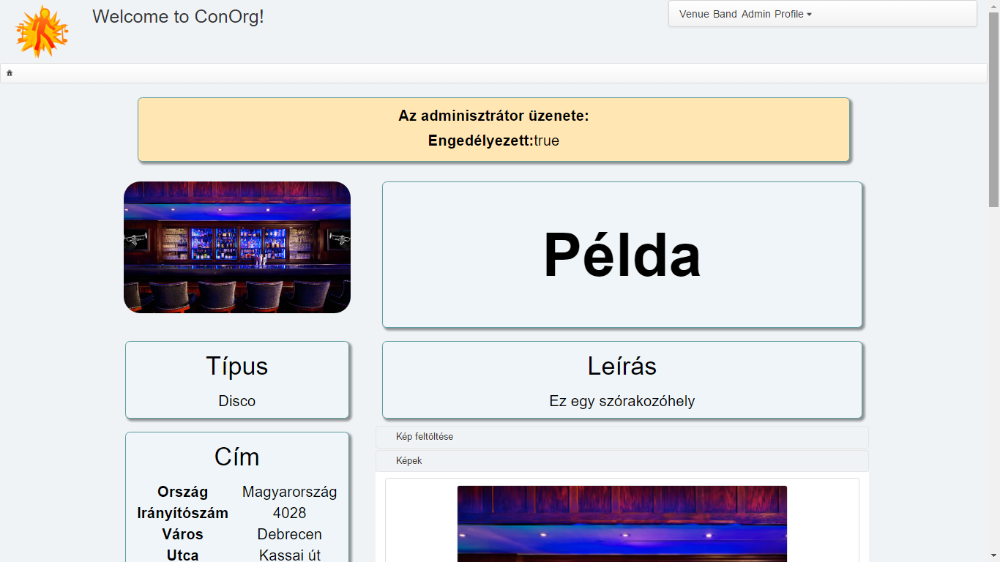 Welcome to ConOrg!
Venue Band Admin Profile
Az adminisztrátor üzenete:
Engedélyezett:true
Példa
Típus
Disco
Leírás
Ez egy szórakozóhely
Cím
Ország Magyarország
Irányítószám 4028
Város Debrecen
Utca Kassai út
Kép feltöltése
Képek